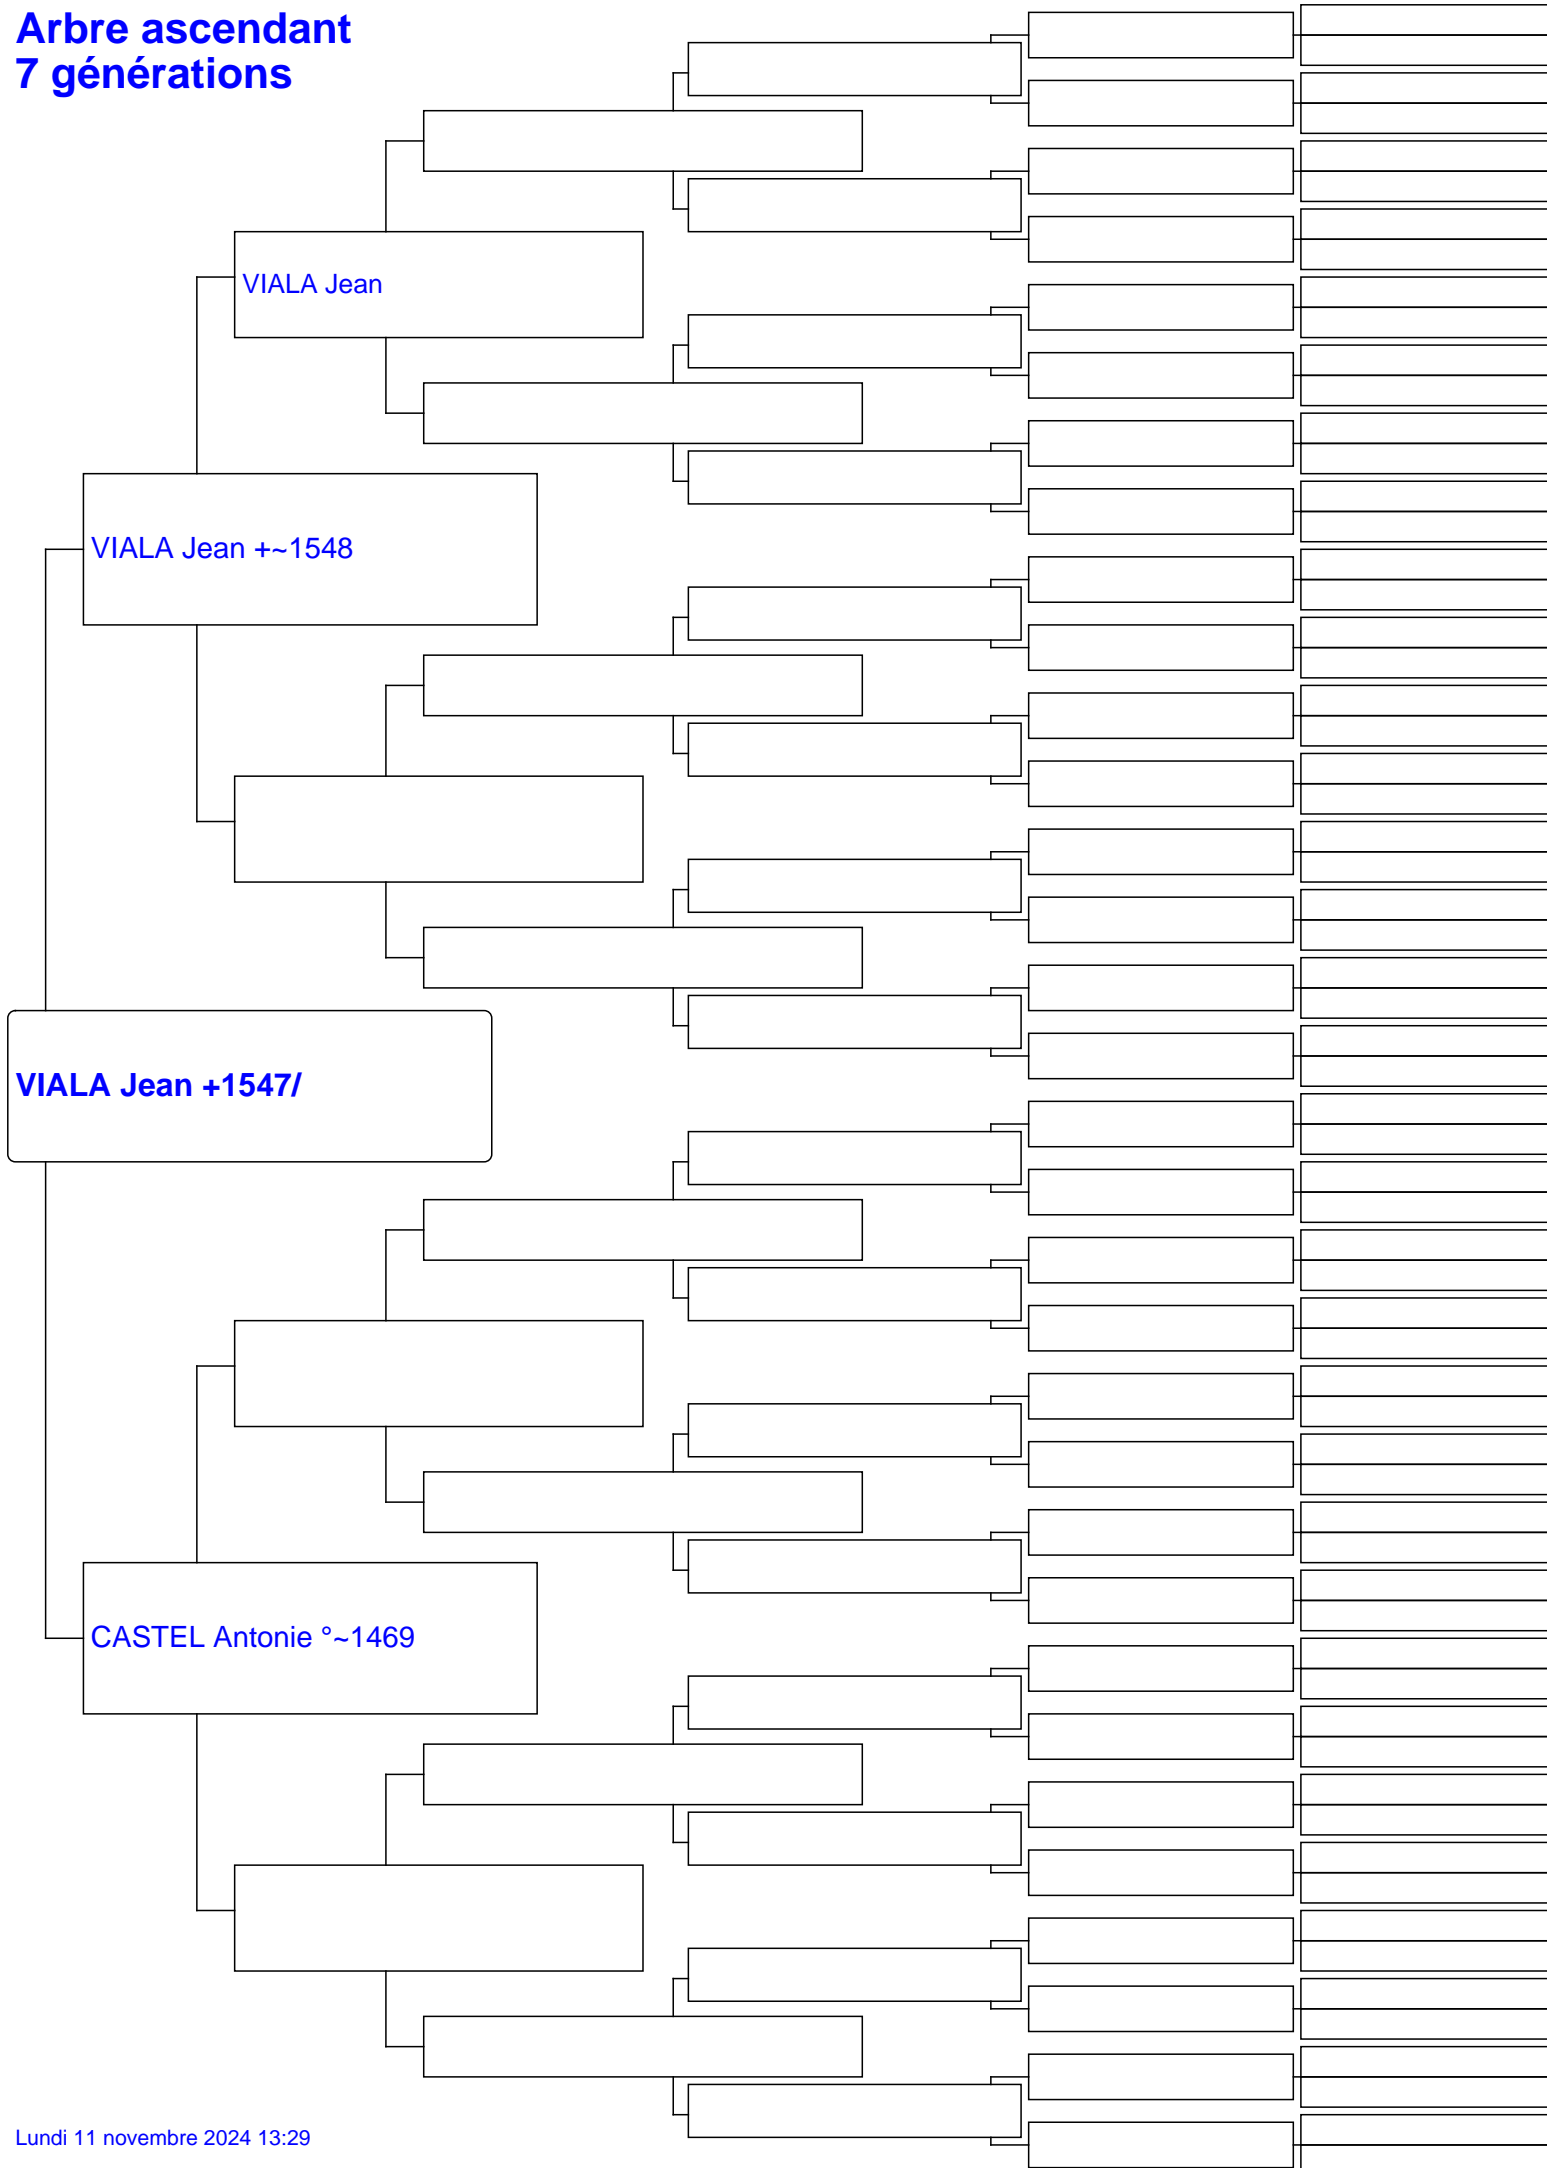 Arbre ascendant
7 générations
VIALA Jean
VIALA Jean +~1548
VIALA Jean +1547/
CASTEL Antonie °~1469
Lundi 11 novembre 2024 13:29